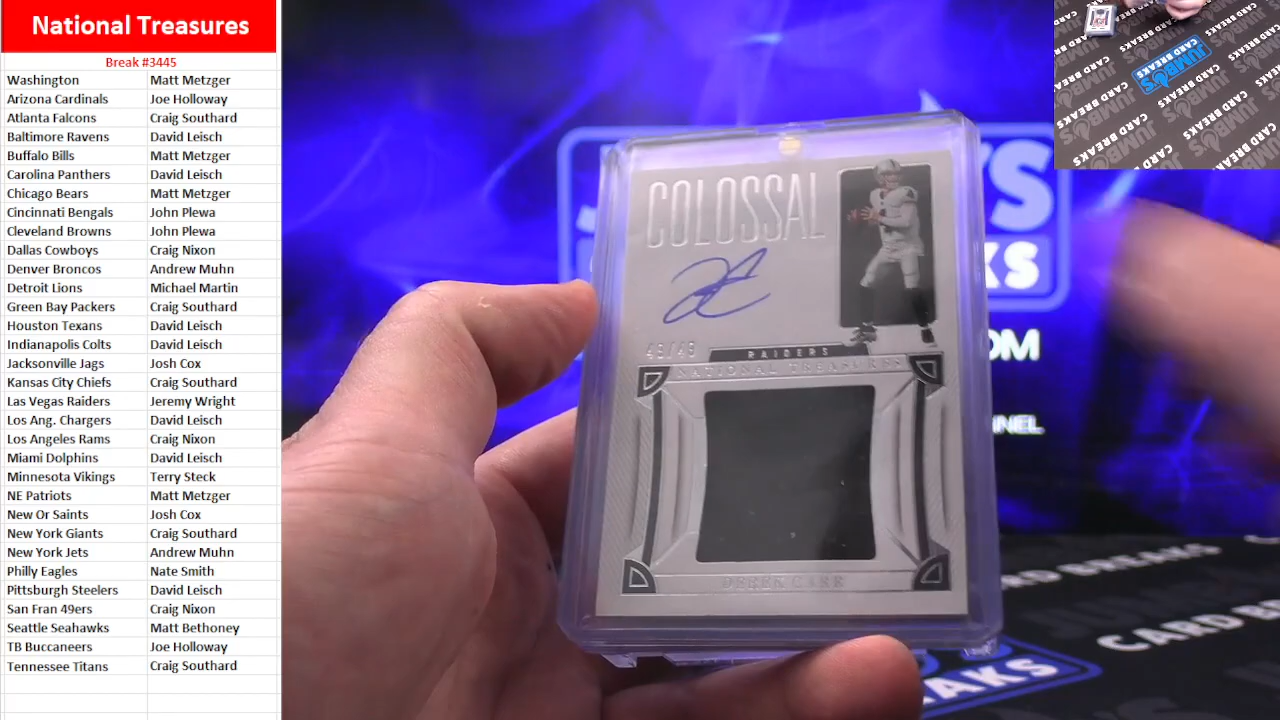 National Treasures
Break #3445
Washington Matt Metzger
Arizona Cardinals Joe Holloway
Atlanta Falcons Craig Southard
Baltimore Ravens David Leisch
Buffalo Bills Matt Metzger
Carolina Panthers David Leisch
Chicago Bears Matt Metzger
Cincinnati Bengals John Plewa
Cleveland Browns John Plewa
Dallas Cowboys Craig Nixon
Denver Broncos Andrew Muhn
Detroit Lions Michael Martin
Green Bay Packers Craig Southard
Houston Texans David Leisch
Indianapolis Colts David Leisch
Jacksonville Jags Josh Cox
Kansas City Chiefs Craig Southard
Las Vegas Raiders Jeremy Wright
Los Ang. Chargers David Leisch
Los Angeles Rams Craig Nixon
Miami Dolphins David Leisch
Minnesota Vikings Terry Steck
NE Patriots Matt Metzger
New Or Saints Josh Cox
New York Giants Craig Southard
New York Jets Andrew Muhn
Philly Eagles Nate Smith
Pittsburgh Steelers David Leisch
San Fran 49ers Craig Nixon
Seattle Seahawks Matt Bethoney
TB Buccaneers Joe Holloway
Tennessee Titans Craig Southard
COLOSSAL
RAIDERS
NATIONAL TREASURES
DEREK CARR
JUMBO'S
CARD BREAKS
CARD BREAKS